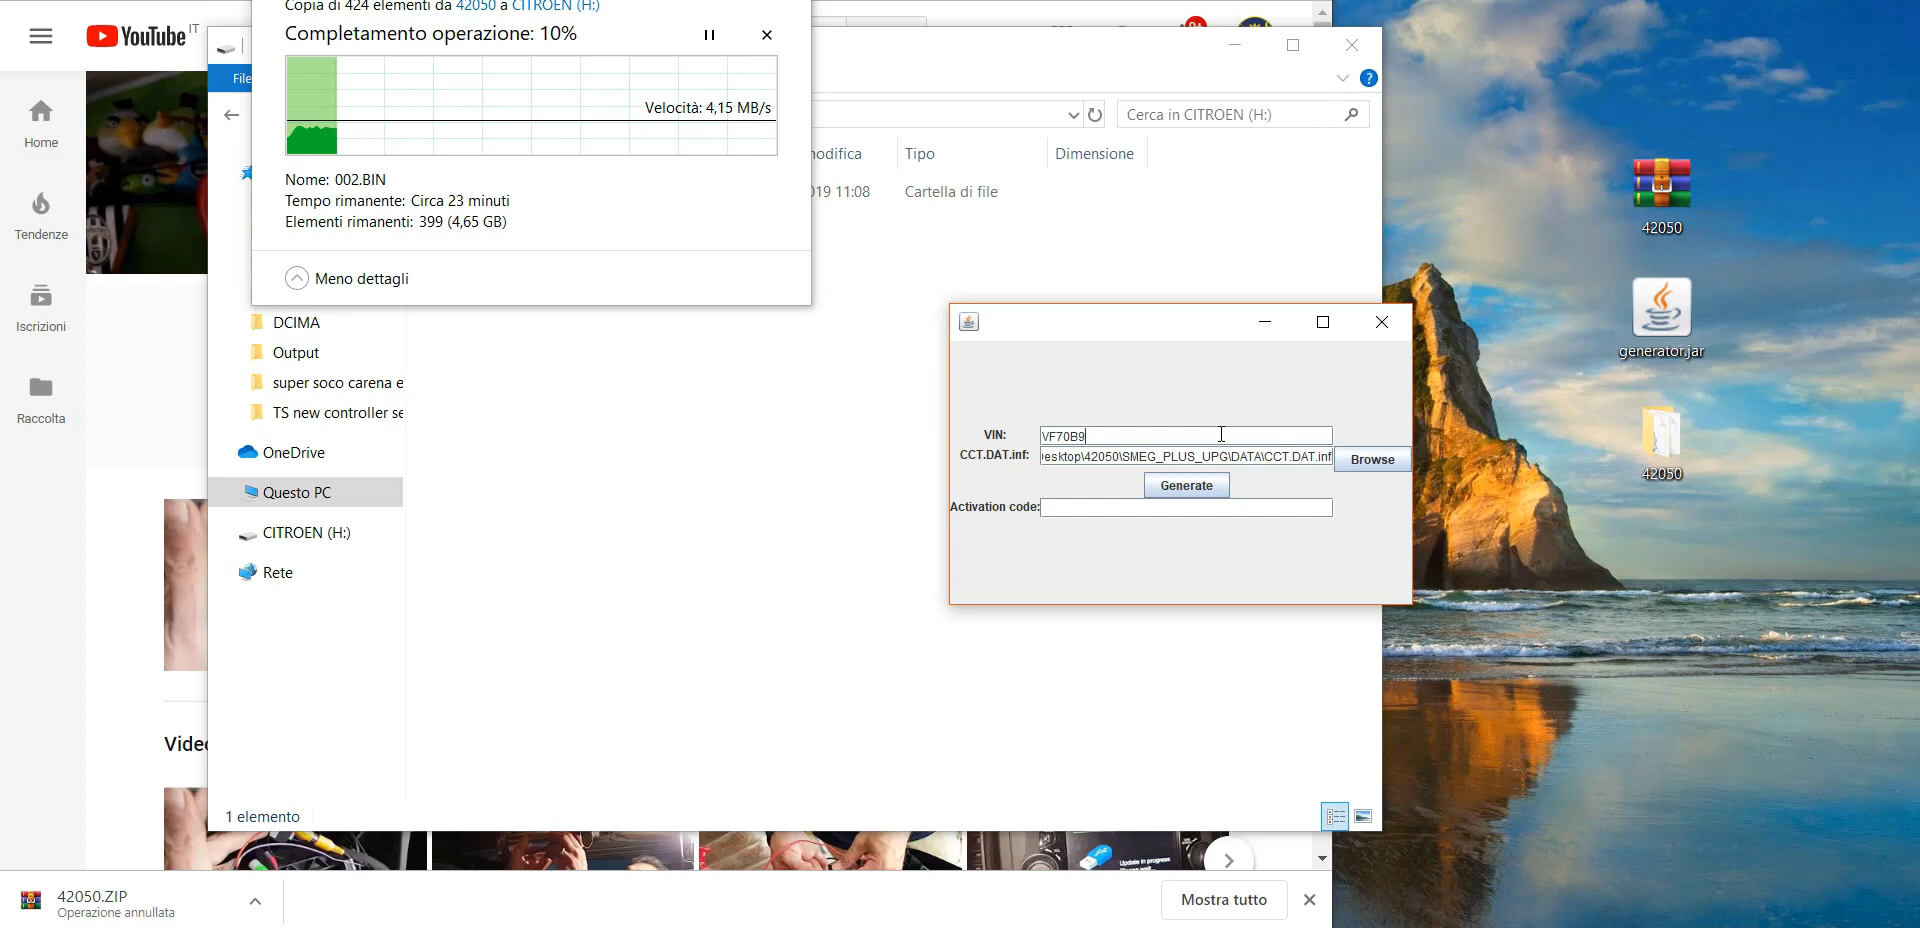 Copia di 424 elementi da 42050 a CITROEN (H:)
Completamento operazione: 10%
Velocità: 4,15 MB/s
Nome: 002.BIN
Tempo rimanente: Circa 23 minuti
Elementi rimanenti: 399 (4,65 GB)
Meno dettagli
YouTube IT
Home
Tendenze
Iscrizioni
Raccolta
File
Cerca in CITROEN (H:)
Tipo
Dimensione
11:08
Cartella di file
DCIMA
Output
super soco carena e
TS new controller se
OneDrive
Questo PC
CITROEN (H:)
Rete
1 elemento
VIN:
VF70B9
CCT.DAT.inf:
esktop\42050\SMEG_PLUS_UPG\DATA\CCT.DAT.inf
Browse
Generate
Activation code:
42050
generator.jar
42050
Update in progress
42050.ZIP
Operazione annullata
Mostra tutto